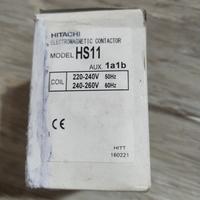 HITACHI
ELECTROMAGNETIC CONTACTOR
MODEL HS11
AUX. 1a1b
COIL 220-240V 50Hz
240-260V 60Hz
CE
HITT
160221